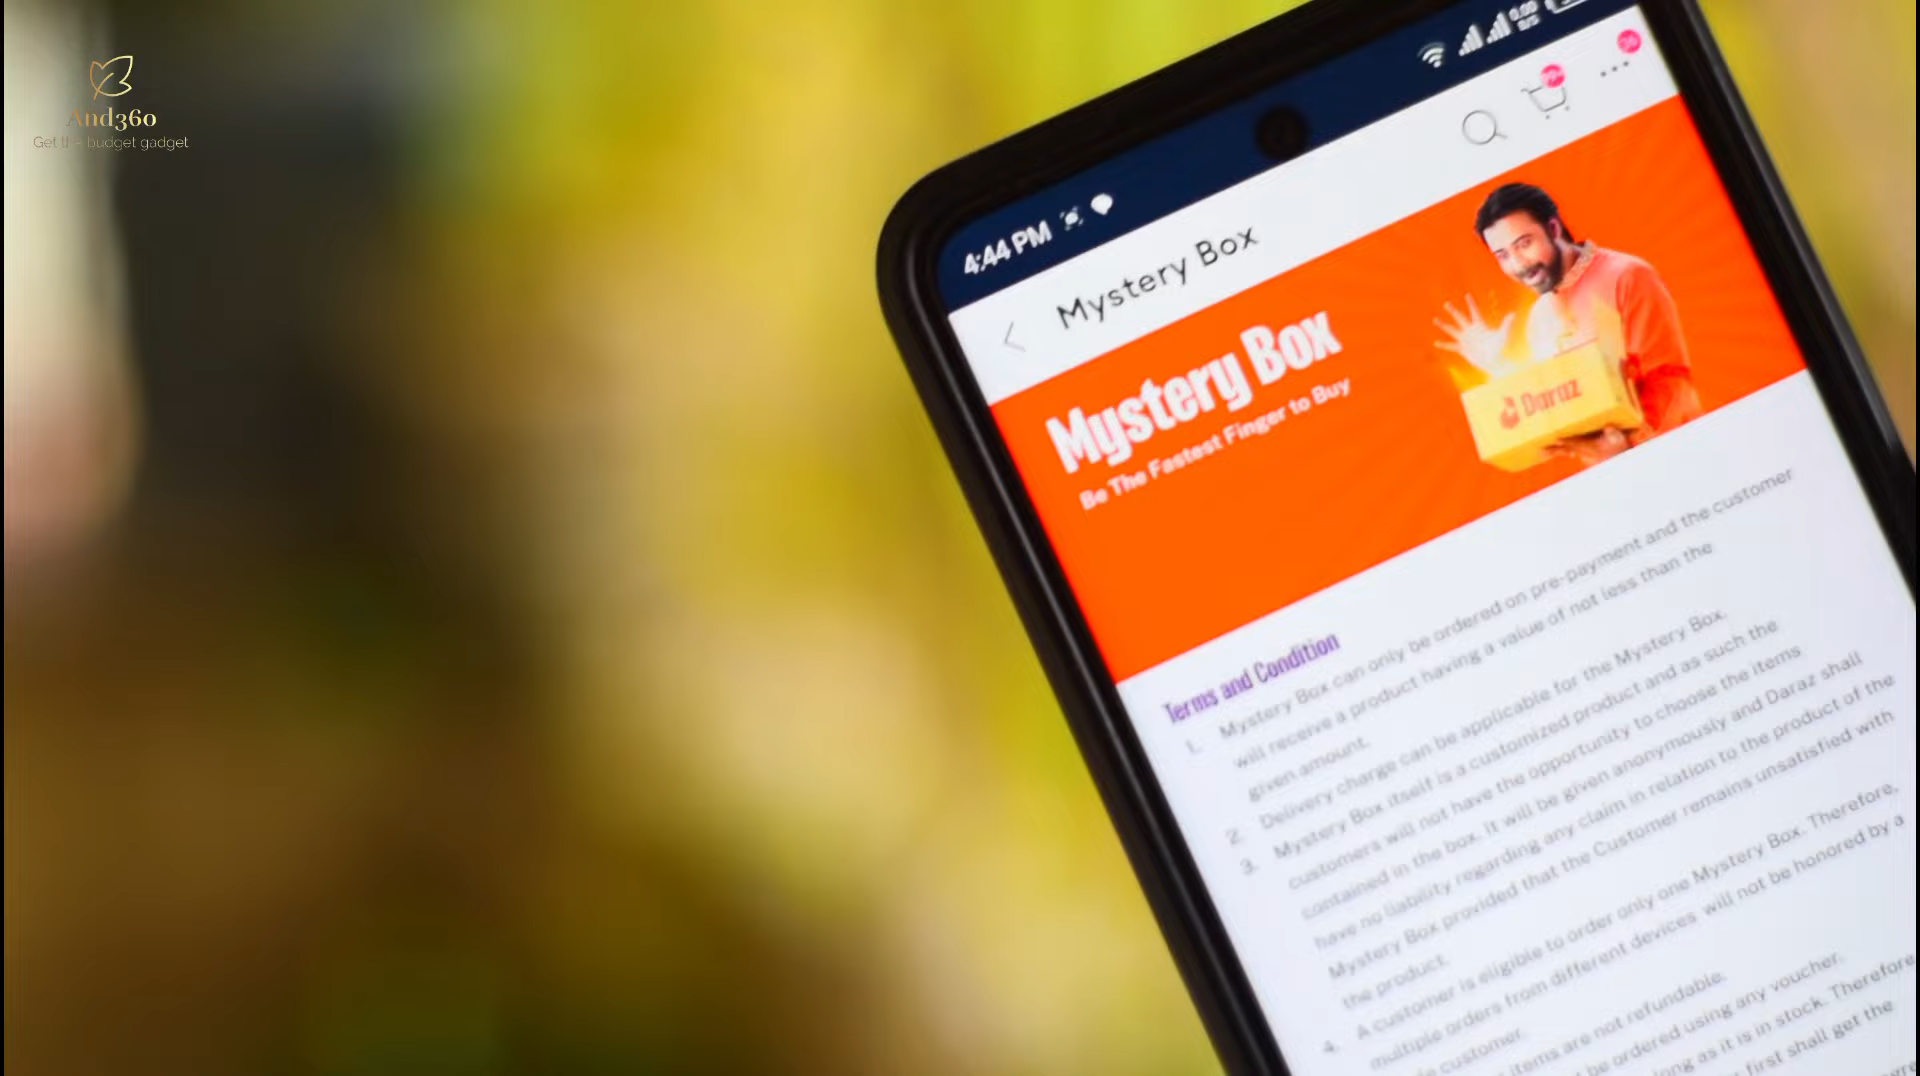 And360
Get the budget gadget
4:44 PM
0.00
Mystery Box
Mystery Box
Be The Fastest Finger to Buy
Daraz
Terms and Condition
1. Mystery Box can only be ordered on pre-payment and the customer
will receive a product having a value of not less than the
given amount.
2. Delivery charge can be applicable for the Mystery Box.
3. Mystery Box itself is a customized product and as such the
customers will not have the opportunity to choose the items
contained in the box. it will be given anonymously and Daraz shall
have no liability regarding any claim in relation to the product of the
Mystery Box provided that the Customer remains unsatisfied with
the product.
4. A customer is eligible to order only one Mystery Box. Therefore,
multiple orders from different devices will not be honored by a
customer.
items are not refundable.
be ordered using any voucher.
long as it is in stock. Therefore
first shall get the